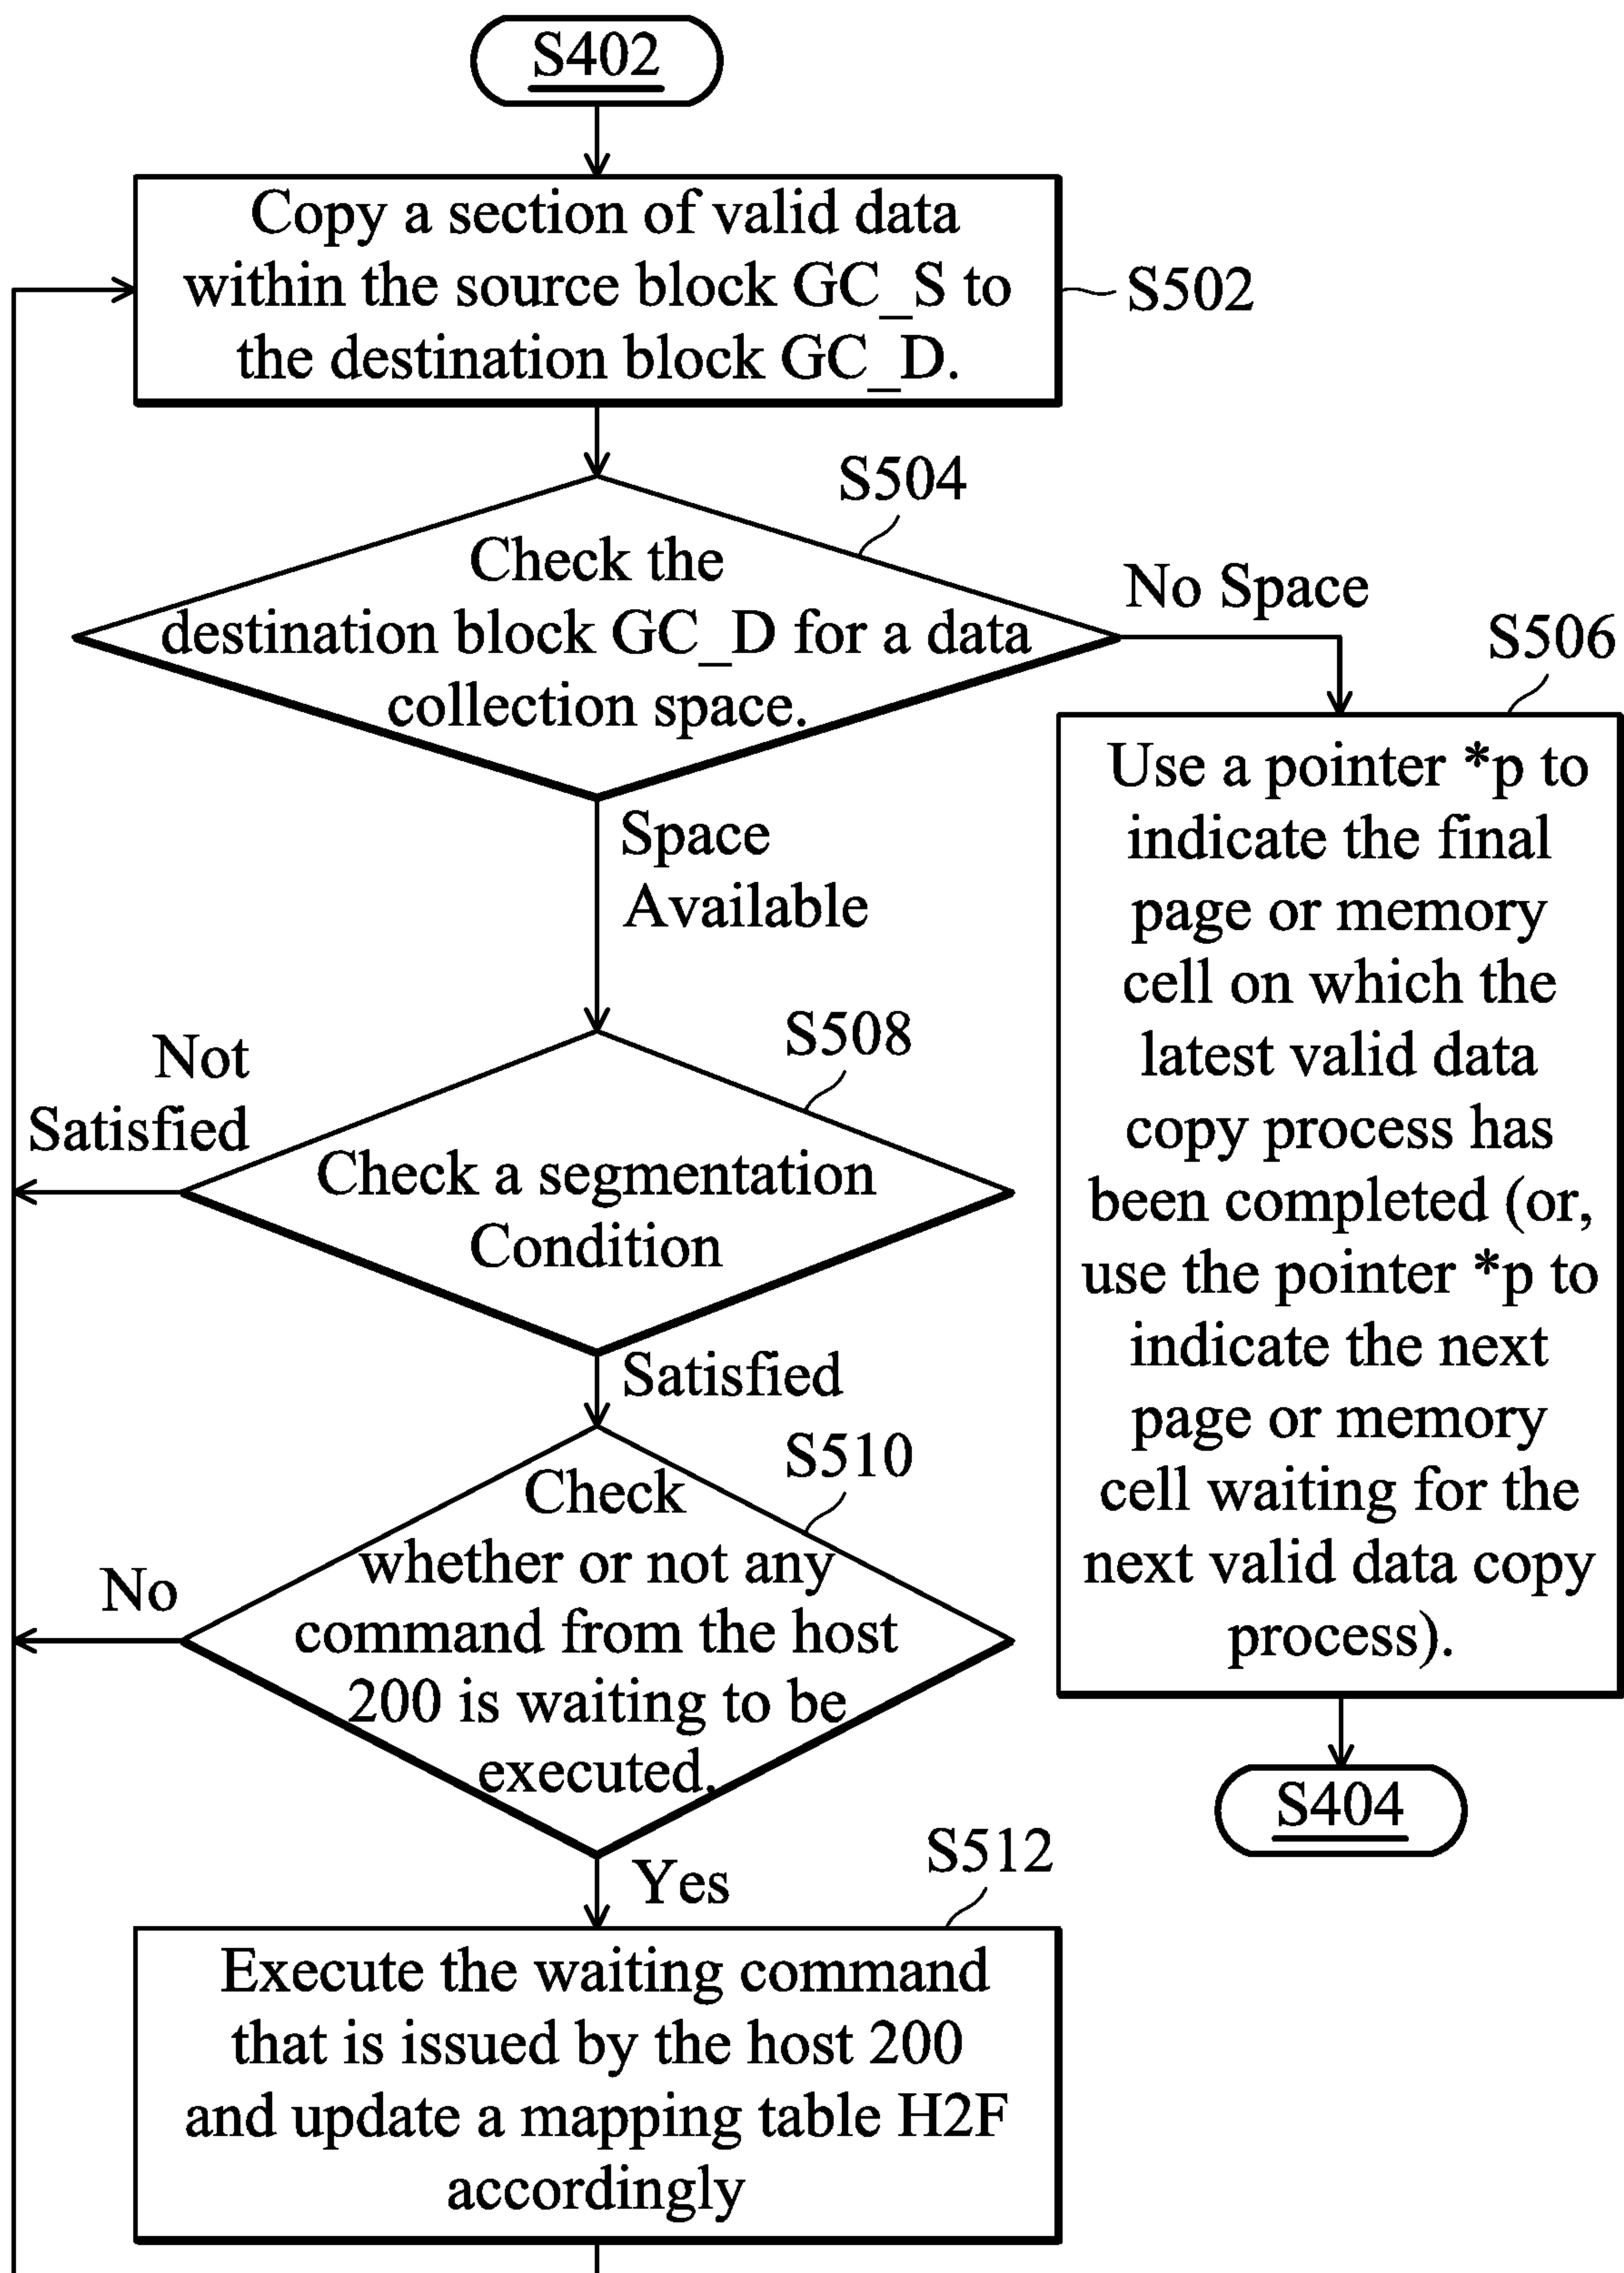 S402
Copy a section of valid data
within the source block GC_S to
the destination block GC_D.
S502
S504
Check the
destination block GC_D for a data
collection space.
No Space
S506
Use a pointer *p to
indicate the final
page or memory
cell on which the
latest valid data
copy process has
been completed (or,
use the pointer *p to
indicate the next
page or memory
cell waiting for the
next valid data copy
process).
S404
Space
Available
S508
Not
Satisfied
Check a segmentation
Condition
Satisfied
S510
Check
whether or not any
command from the host
200 is waiting to be
executed.
No
Yes
S512
Execute the waiting command
that is issued by the host 200
and update a mapping table H2F
accordingly